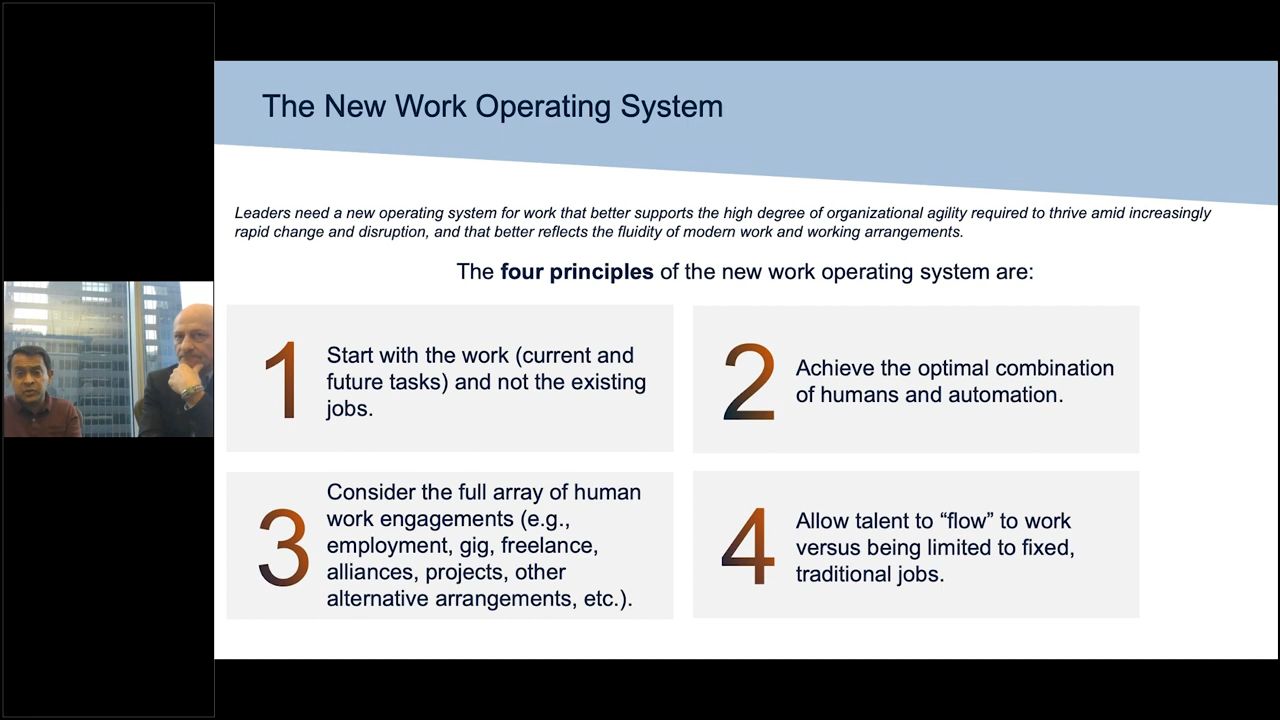 The New Work Operating System
Leaders need a new operating system for work that better supports the high degree of organizational agility required to thrive amid increasingly
rapid change and disruption, and that better reflects the fluidity of modern work and working arrangements.
The four principles of the new work operating system are:
1
Start with the work (current and
future tasks) and not the existing
jobs.
2
Achieve the optimal combination
of humans and automation.
3
Consider the full array of human
work engagements (e.g.,
employment, gig, freelance,
alliances, projects, other
alternative arrangements, etc.).
4
Allow talent to “flow” to work
versus being limited to fixed,
traditional jobs.